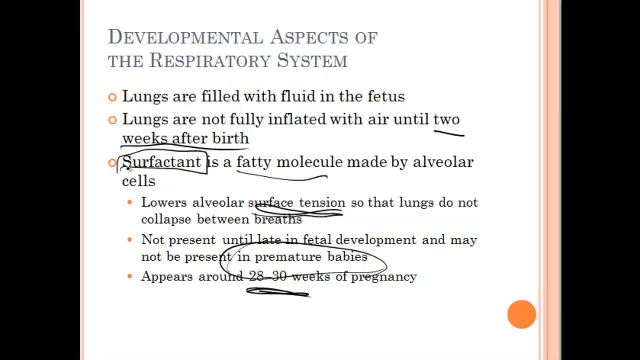 DEVELOPMENTAL ASPECTS OF
THE RESPIRATORY SYSTEM
Lungs are filled with fluid in the fetus
Lungs are not fully inflated with air until two
weeks after birth
Surfactant is a fatty molecule made by alveolar
cells
Lowers alveolar surface tension so that lungs do not
collapse between breaths
Not present until late in fetal development and may
not be present in premature babies
Appears around 28–30 weeks of pregnancy